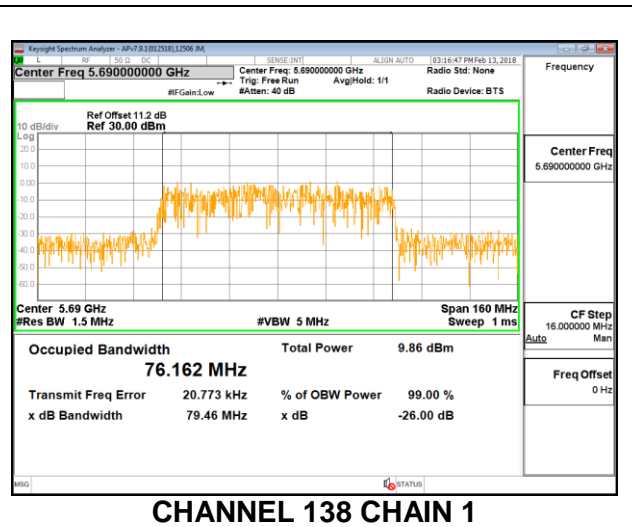 Keysight Spectrum Analyzer - APv7.9.1(012518),12506 JM,
L RF 50 Ω DC SENSE:INT ALIGN AUTO 03:16:47 PM Feb 13, 2018
Center Freq 5.690000000 GHz
Center Freq: 5.690000000 GHz Radio Std: None
Trig: Free Run Avg|Hold: 1/1
#IFGain:Low #Atten: 40 dB Radio Device: BTS
Frequency
Ref Offset 11.2 dB
10 dB/div Ref 30.00 dBm
Log
20.0
10.0
0.00
-10.0
-20.0
-30.0
-40.0
-50.0
-60.0
Center Freq
5.690000000 GHz
Center 5.69 GHz Span 160 MHz
#Res BW 1.5 MHz #VBW 5 MHz Sweep 1 ms
CF Step
16.000000 MHz
Auto Man
Occupied Bandwidth Total Power 9.86 dBm
76.162 MHz
Transmit Freq Error 20.773 kHz % of OBW Power 99.00 %
x dB Bandwidth 79.46 MHz x dB -26.00 dB
Freq Offset
0 Hz
MSG STATUS
CHANNEL 138 CHAIN 1